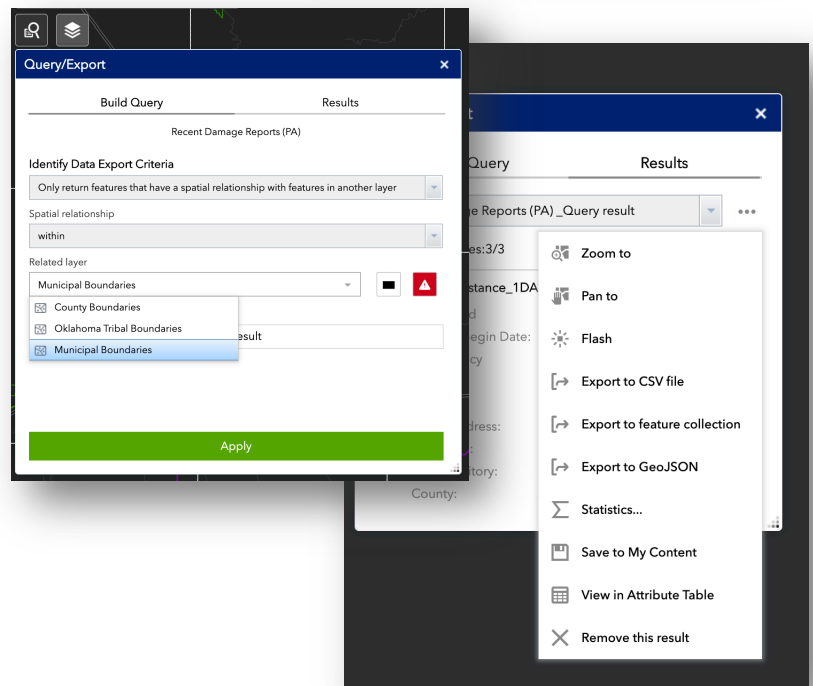 Query/Export
Build Query
Results
Recent Damage Reports (PA)
Identify Data Export Criteria
Only return features that have a spatial relationship with features in another layer
Spatial relationship
within
Related layer
Municipal Boundaries
County Boundaries
Oklahoma Tribal Boundaries
Municipal Boundaries
esult
Apply
t
Query
Results
e Reports (PA) _Query result
es:3/3
stance_1DA
d
egin Date:
cy
dress:
:
itory:
County:
Zoom to
Pan to
Flash
Export to CSV file
Export to feature collection
Export to GeoJSON
Statistics...
Save to My Content
View in Attribute Table
Remove this result